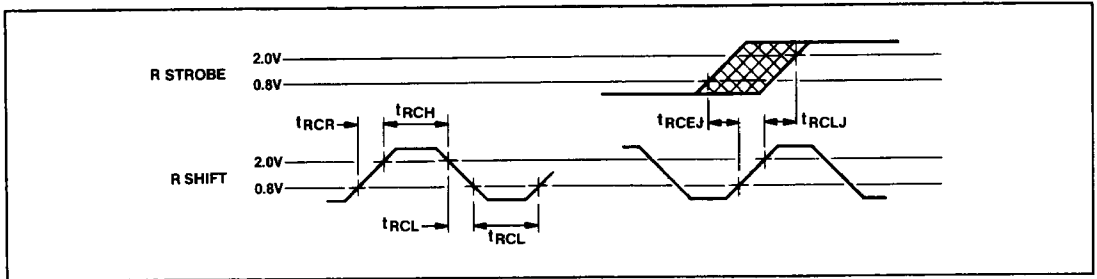 2.0V
R STROBE
0.8V
tRCR
tRCH
tRCEJ
tRCLJ
2.0V
R SHIFT
0.8V
tRCL
tRCL